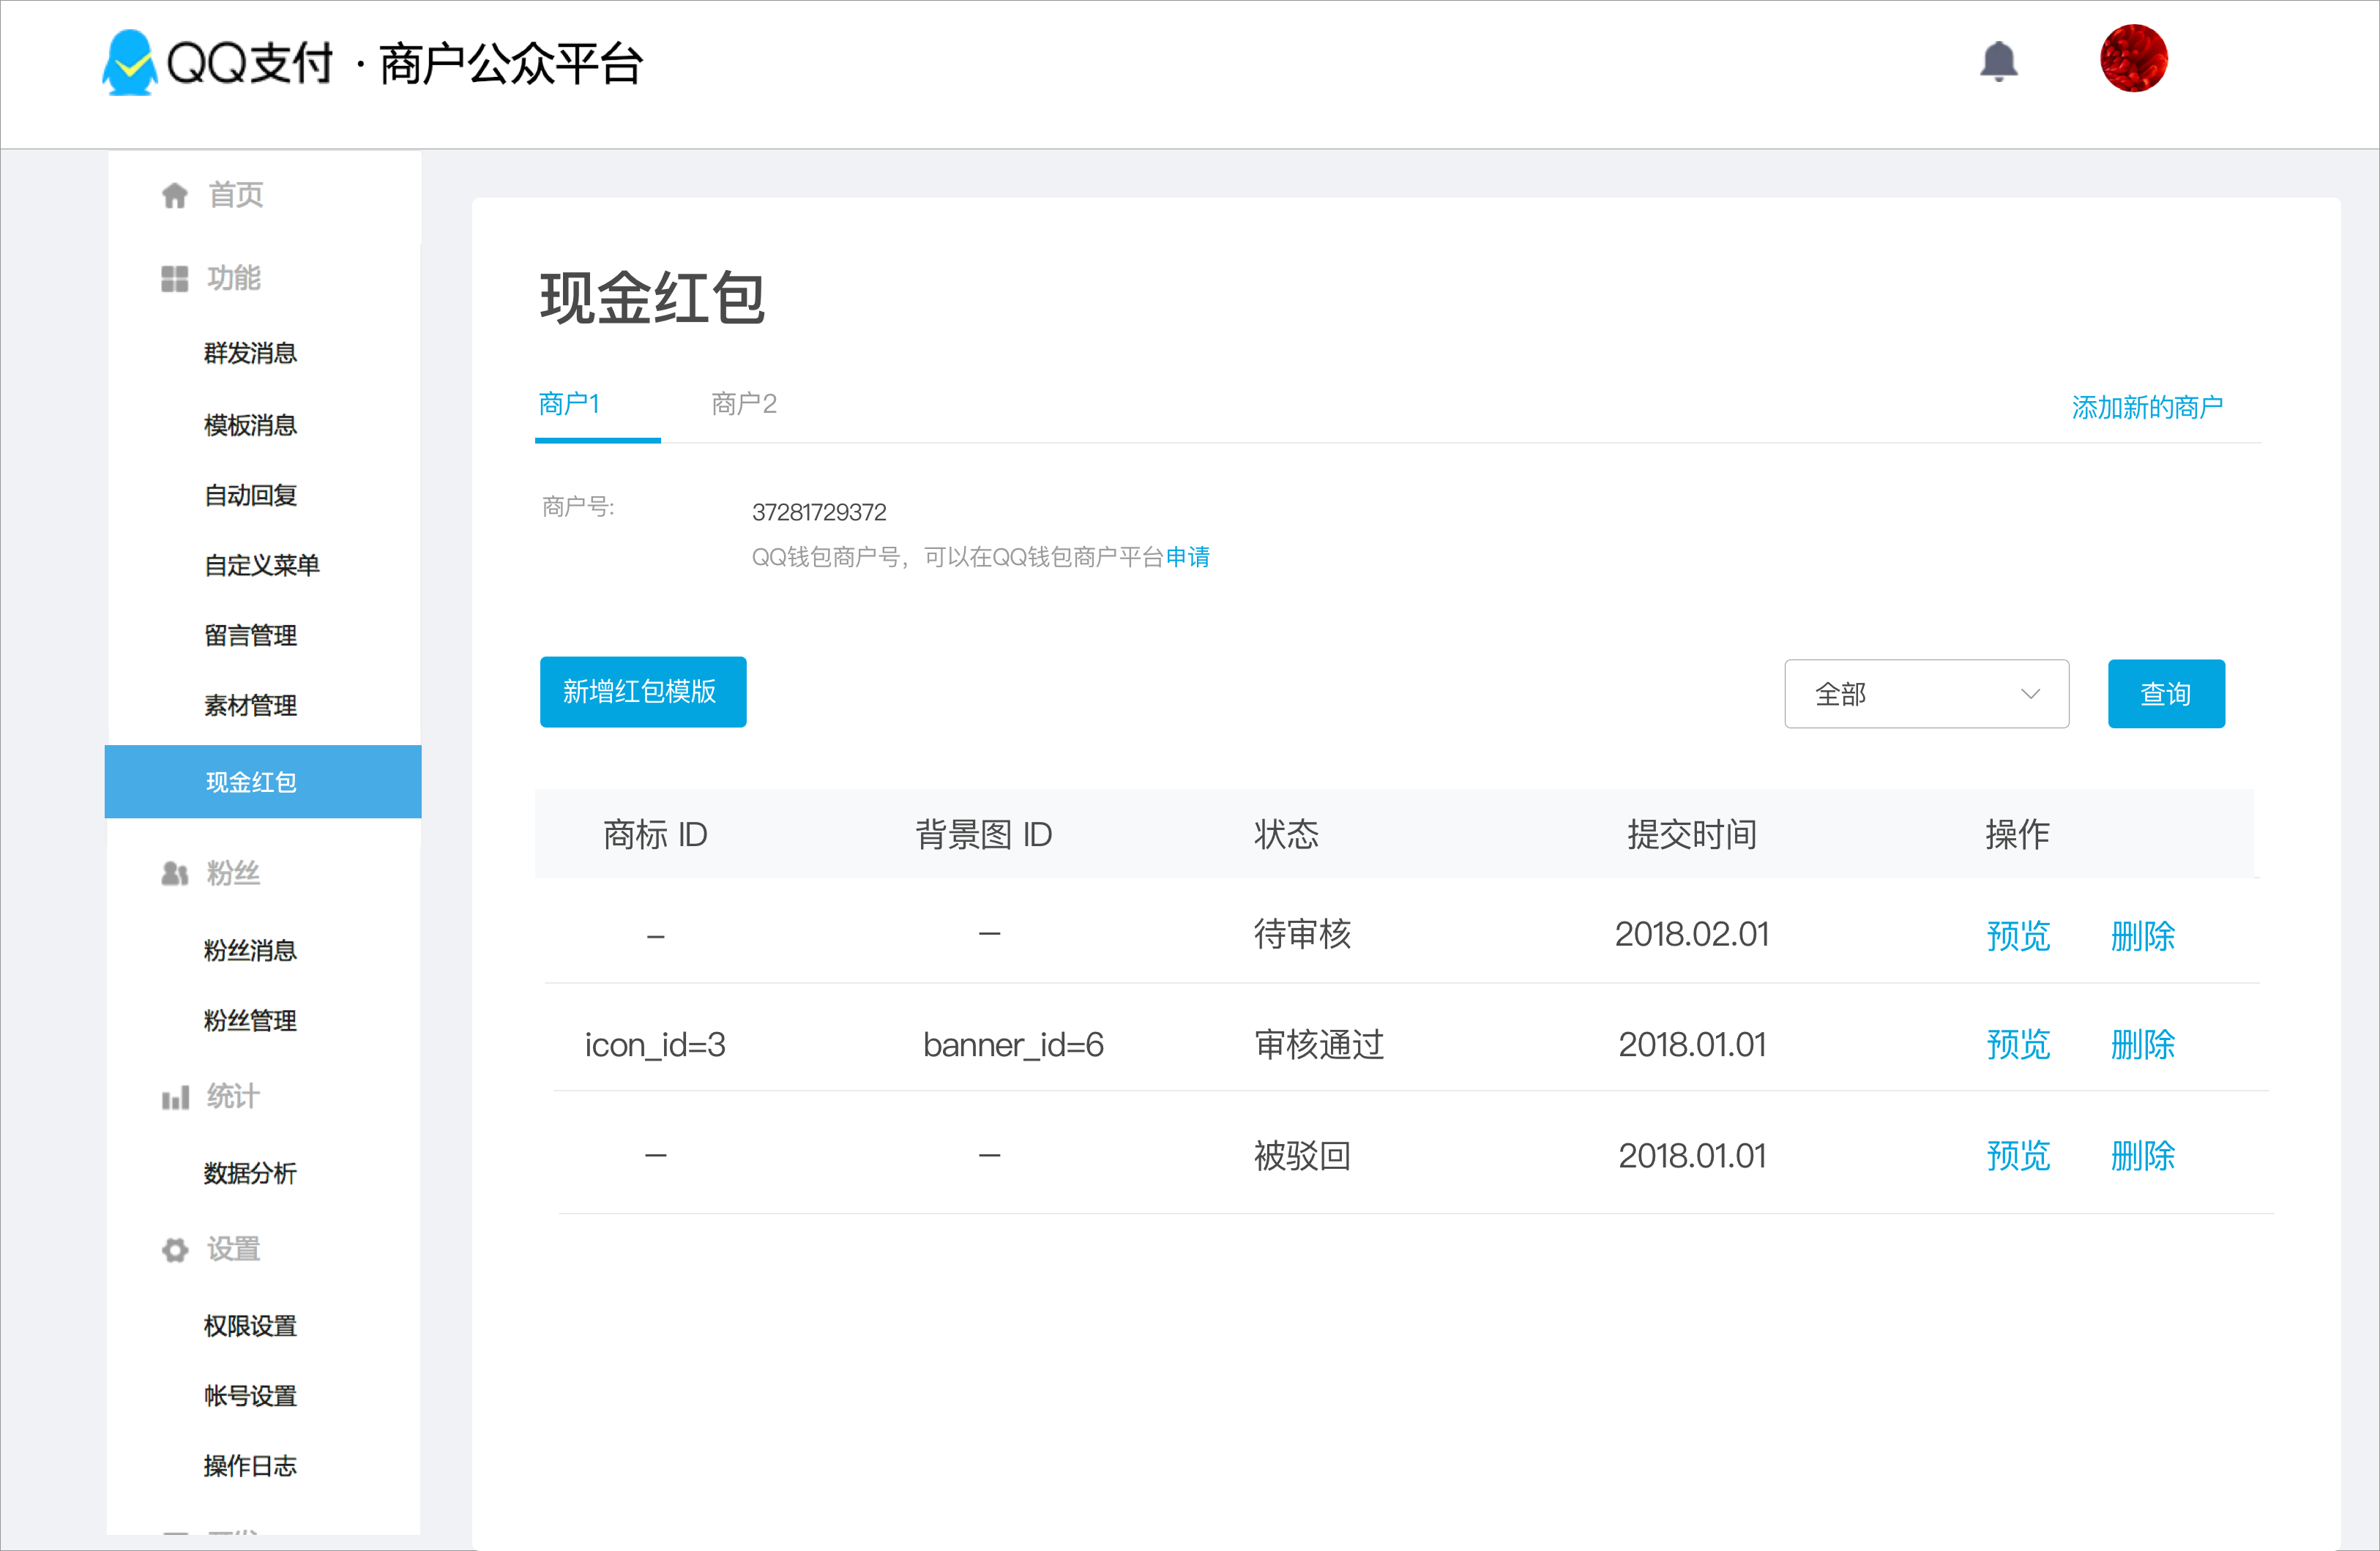 QQ支付 · 商户公众平台
首页
功能
群发消息
模板消息
自动回复
自定义菜单
留言管理
素材管理
现金红包
粉丝
粉丝消息
粉丝管理
统计
数据分析
设置
权限设置
帐号设置
操作日志
现金红包
商户1 商户2 添加新的商户
商户号: 37281729372
QQ钱包商户号，可以在QQ钱包商户平台申请
新增红包模版 全部 查询
商标 ID 背景图 ID 状态 提交时间 操作
– — 待审核 2018.02.01 预览 删除
icon_id=3 banner_id=6 审核通过 2018.01.01 预览 删除
— — 被驳回 2018.01.01 预览 删除